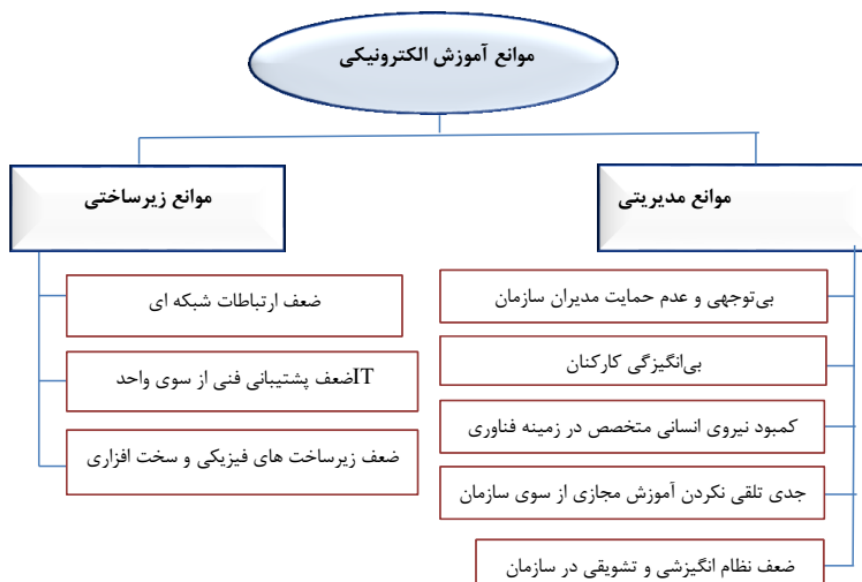 موانع آموزش الکترونیکی
موانع مدیریتی
بی‌توجهی و عدم حمایت مدیران سازمان
بی‌انگیزگی کارکنان
کمبود نیروی انسانی متخصص در زمینه فناوری
جدی تلقی نکردن آموزش مجازی از سوی سازمان
ضعف نظام انگیزشی و تشویقی در سازمان
موانع زیرساختی
ضعف ارتباطات شبکه ای
ITضعف پشتیبانی فنی از سوی واحد
ضعف زیرساخت های فیزیکی و سخت افزاری